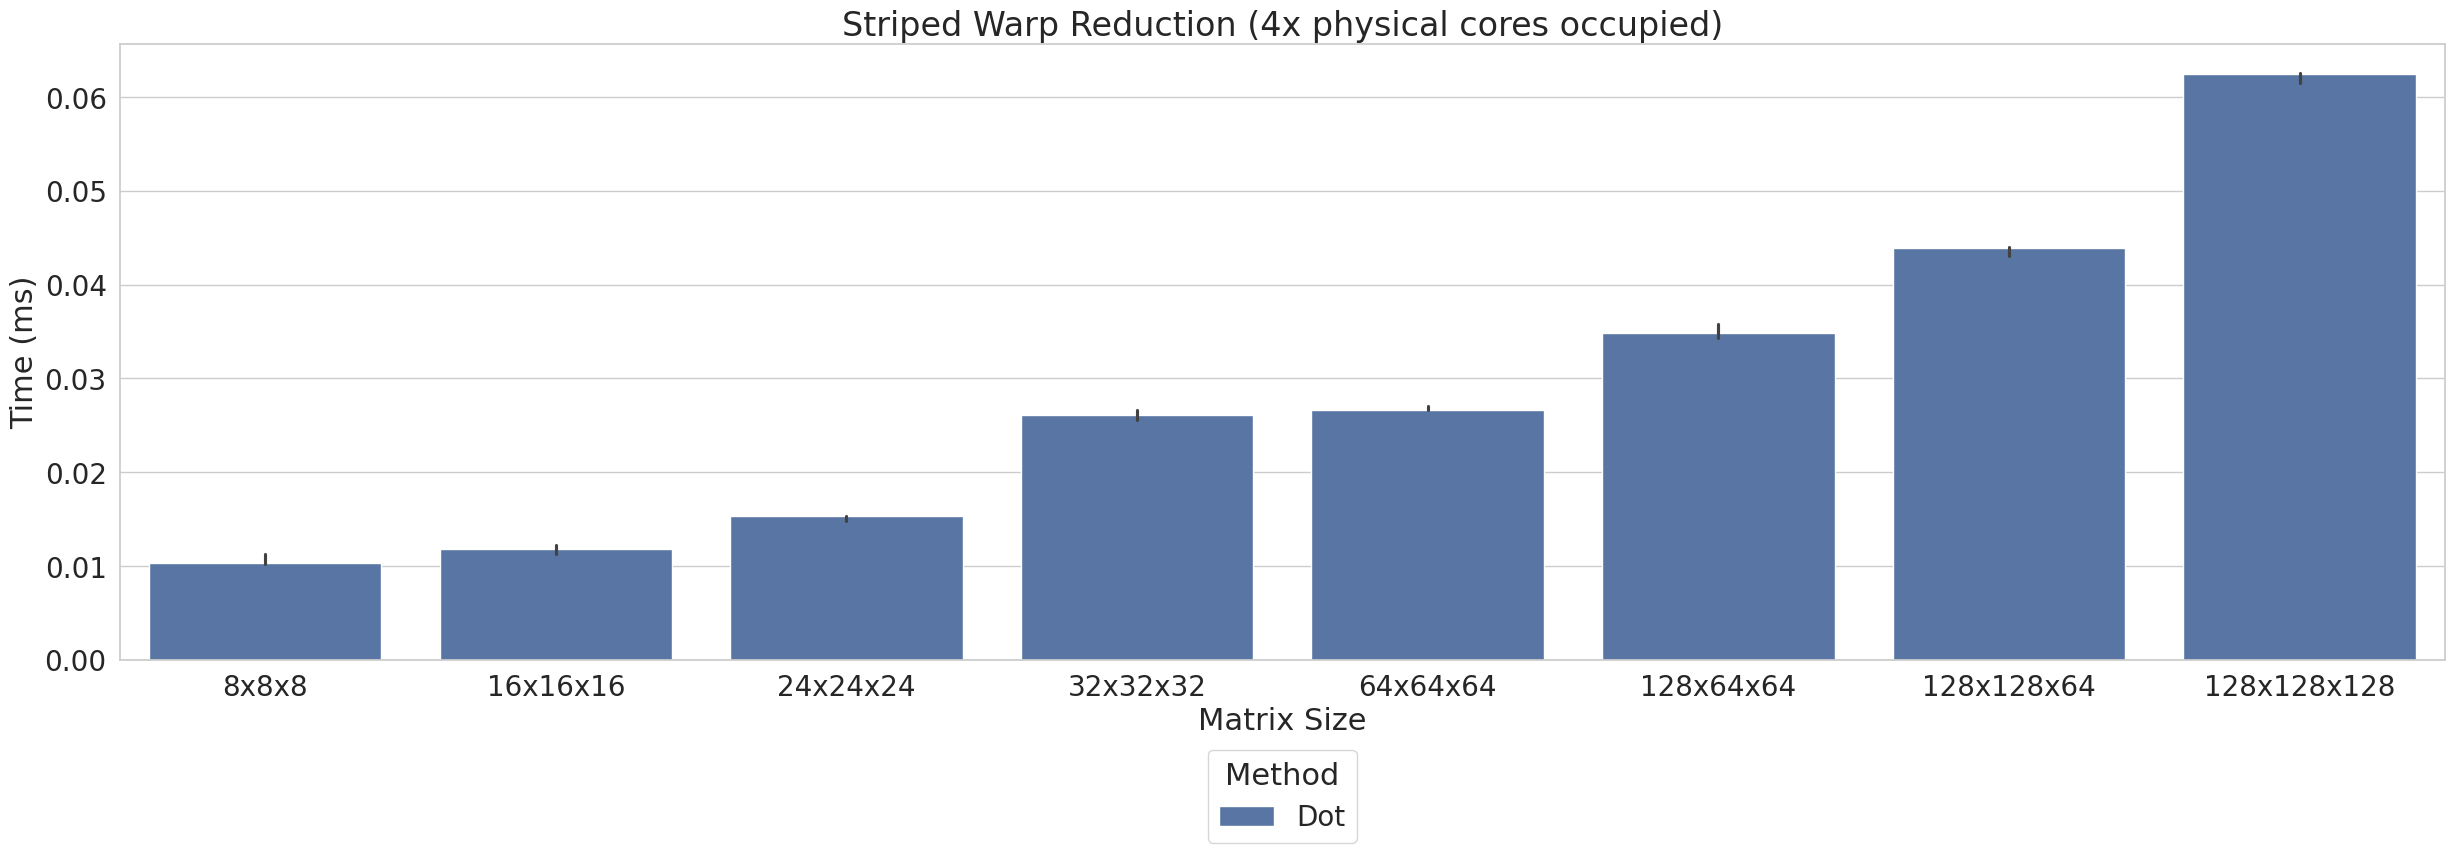 Striped Warp Reduction (4x physical cores occupied)
Time (ms)
0.06
0.05
0.04
0.03
0.02
0.01
0.00
8x8x8 16x16x16 24x24x24 32x32x32 64x64x64 128x64x64 128x128x64 128x128x128
Matrix Size
Method
Dot